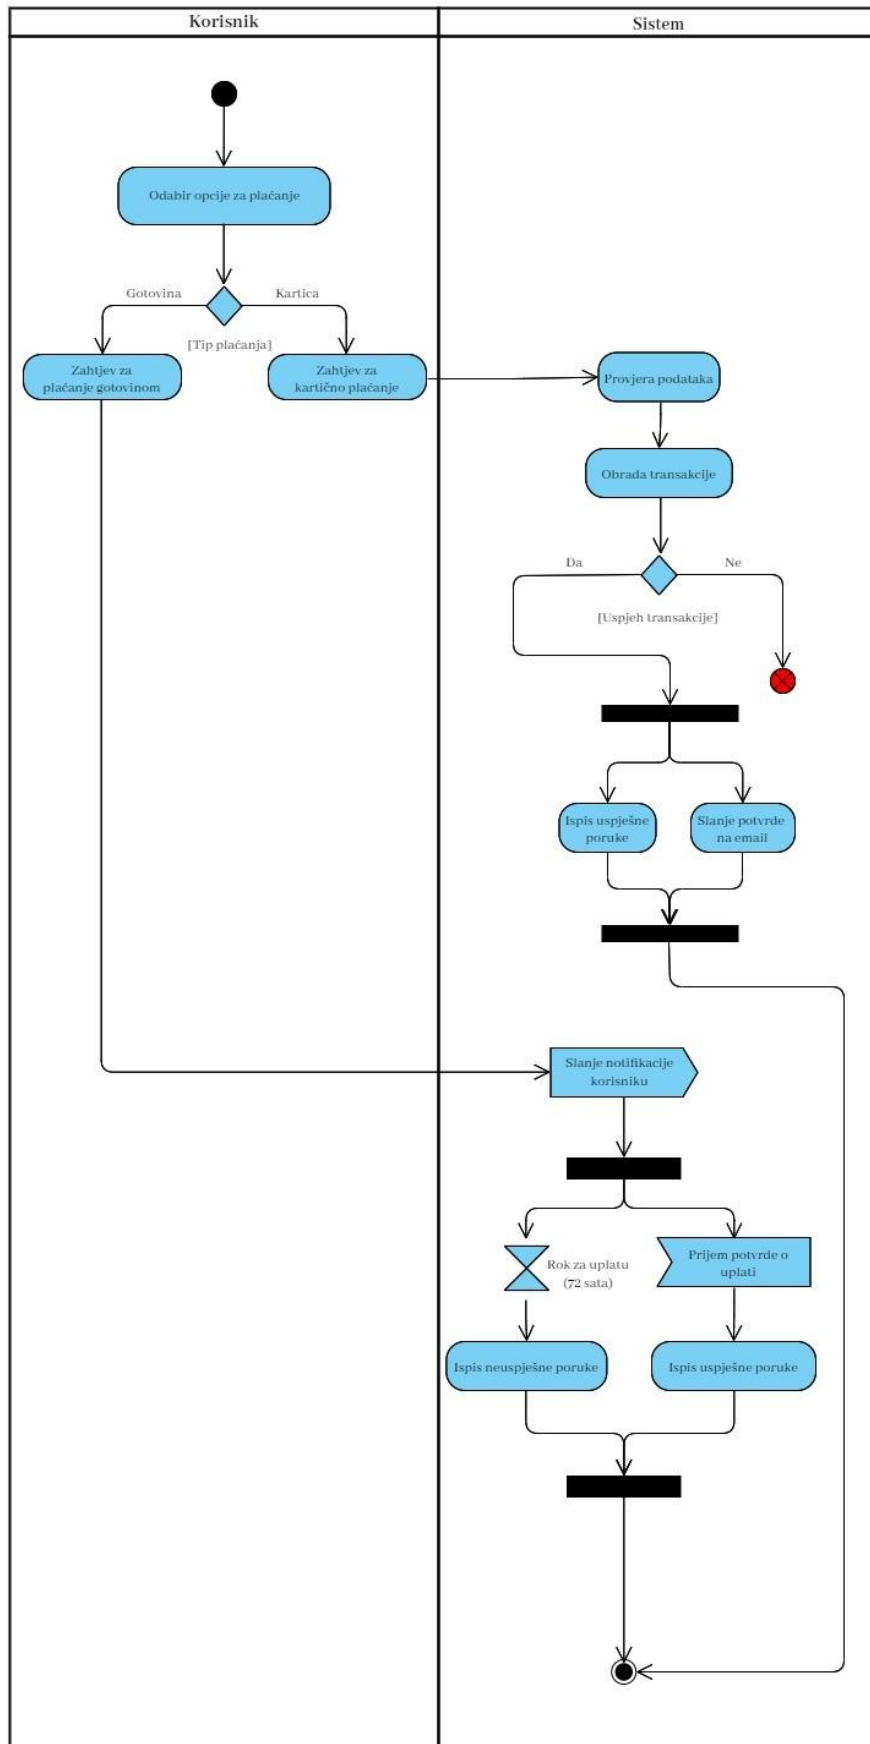 Korisnik
Sistem
Odabir opcije za plaćanje
Gotovina
Kartica
[Tip plaćanja]
Zahtjev za
plaćanje gotovinom
Zahtjev za
kartično plaćanje
Provjera podataka
Obrada transakcije
Da
Ne
[Uspjeh transakcije]
Ispis uspješne
poruke
Slanje potvrde
na email
Slanje notifikacije
korisniku
Rok za uplatu
(72 sata)
Prijem potvrde o
uplati
Ispis neuspješne poruke
Ispis uspješne poruke